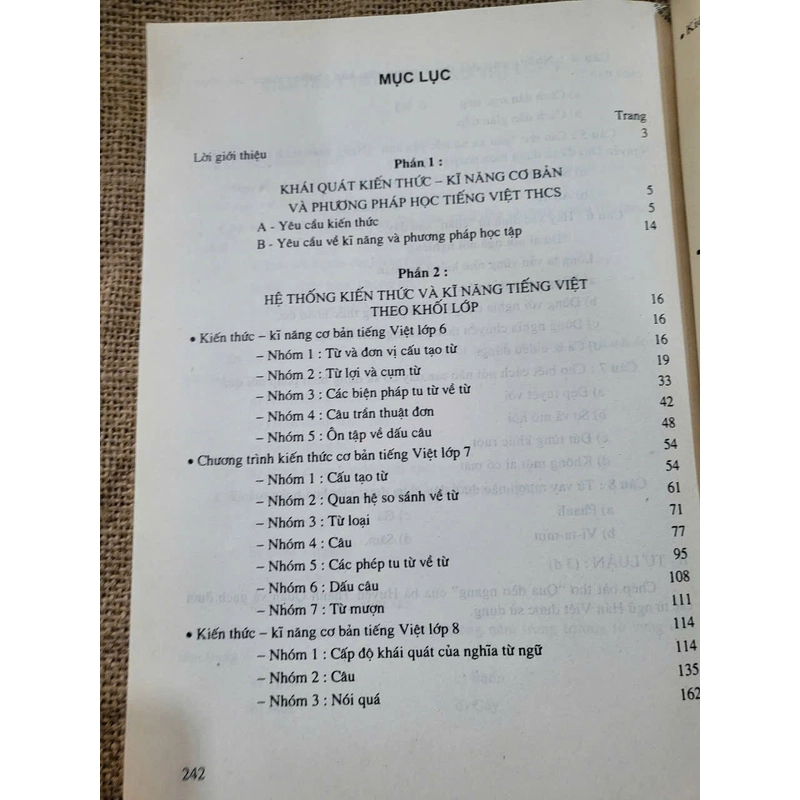 MỤC LỤC
Trang
Lời giới thiệu 3
Phần 1 :
KHÁI QUÁT KIẾN THỨC – KĨ NĂNG CƠ BẢN
VÀ PHƯƠNG PHÁP HỌC TIẾNG VIỆT THCS 5
A - Yêu cầu kiến thức 5
B - Yêu cầu về kĩ năng và phương pháp học tập 14
Phần 2 :
HỆ THỐNG KIẾN THỨC VÀ KĨ NĂNG TIẾNG VIỆT
THEO KHỐI LỚP 16
• Kiến thức – kĩ năng cơ bản tiếng Việt lớp 6 16
– Nhóm 1 : Từ và đơn vị cấu tạo từ 16
– Nhóm 2 : Từ lợi và cụm từ 19
– Nhóm 3 : Các biện pháp tu từ về từ 33
– Nhóm 4 : Câu trần thuật đơn 42
– Nhóm 5 : Ôn tập về dấu câu 48
• Chương trình kiến thức cơ bản tiếng Việt lớp 7 54
– Nhóm 1 : Cấu tạo từ 54
– Nhóm 2 : Quan hệ so sánh về từ 61
– Nhóm 3 : Từ loại 71
– Nhóm 4 : Câu 77
– Nhóm 5 : Các phép tu từ về từ 95
– Nhóm 6 : Dấu câu 108
– Nhóm 7 : Từ mượn 111
• Kiến thức – kĩ năng cơ bản tiếng Việt lớp 8 114
– Nhóm 1 : Cấp độ khái quát của nghĩa từ ngữ 114
– Nhóm 2 : Câu 135
– Nhóm 3 : Nói quá 162
242